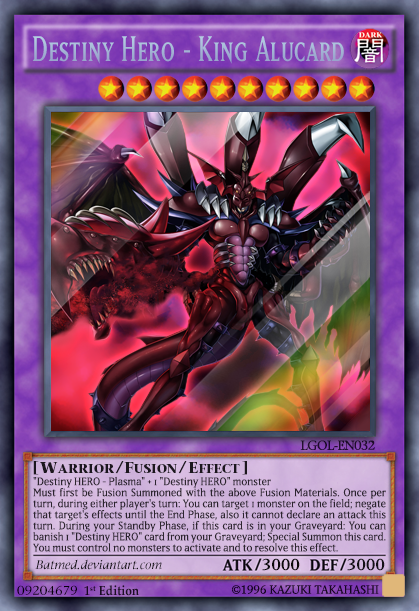 Destiny Hero - King Alucard
DARK
闇
LGOL-EN032
[Warrior/Fusion/Effect]
"Destiny HERO - Plasma" + 1 "Destiny HERO" monster
Must first be Fusion Summoned with the above Fusion Materials. Once per
turn, during either player's turn: You can target 1 monster on the field; negate
that target's effects until the End Phase, also it cannot declare an attack this
turn. During your Standby Phase, if this card is in your Graveyard: You can
banish 1 "Destiny HERO" card from your Graveyard; Special Summon this card.
You must control no monsters to activate and to resolve this effect.
Batmed.deviantart.com ATK/3000 DEF/3000
09204679 1st Edition ©1996 KAZUKI TAKAHASHI